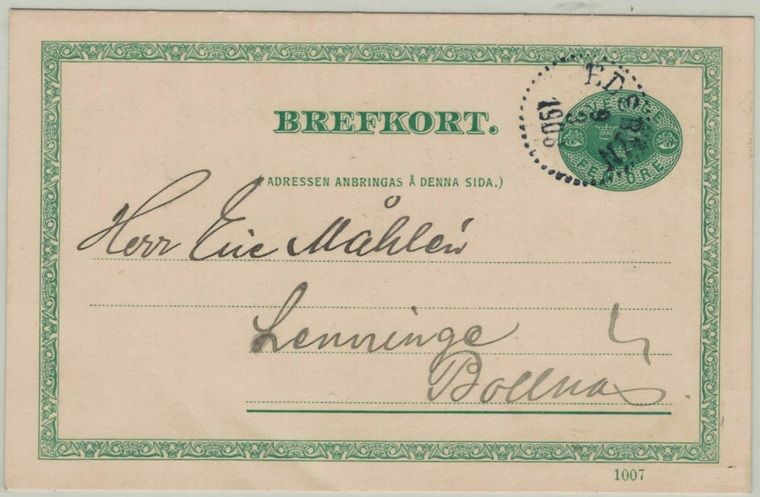 BREFKORT.
(ADRESSEN ANBRINGAS Å DENNA SIDA.)
Herr Eric Måhlén
Lenninge
Bollnäs
1007